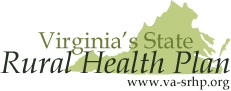 Virginia's State
Rural Health Plan
www.va-srhp.org